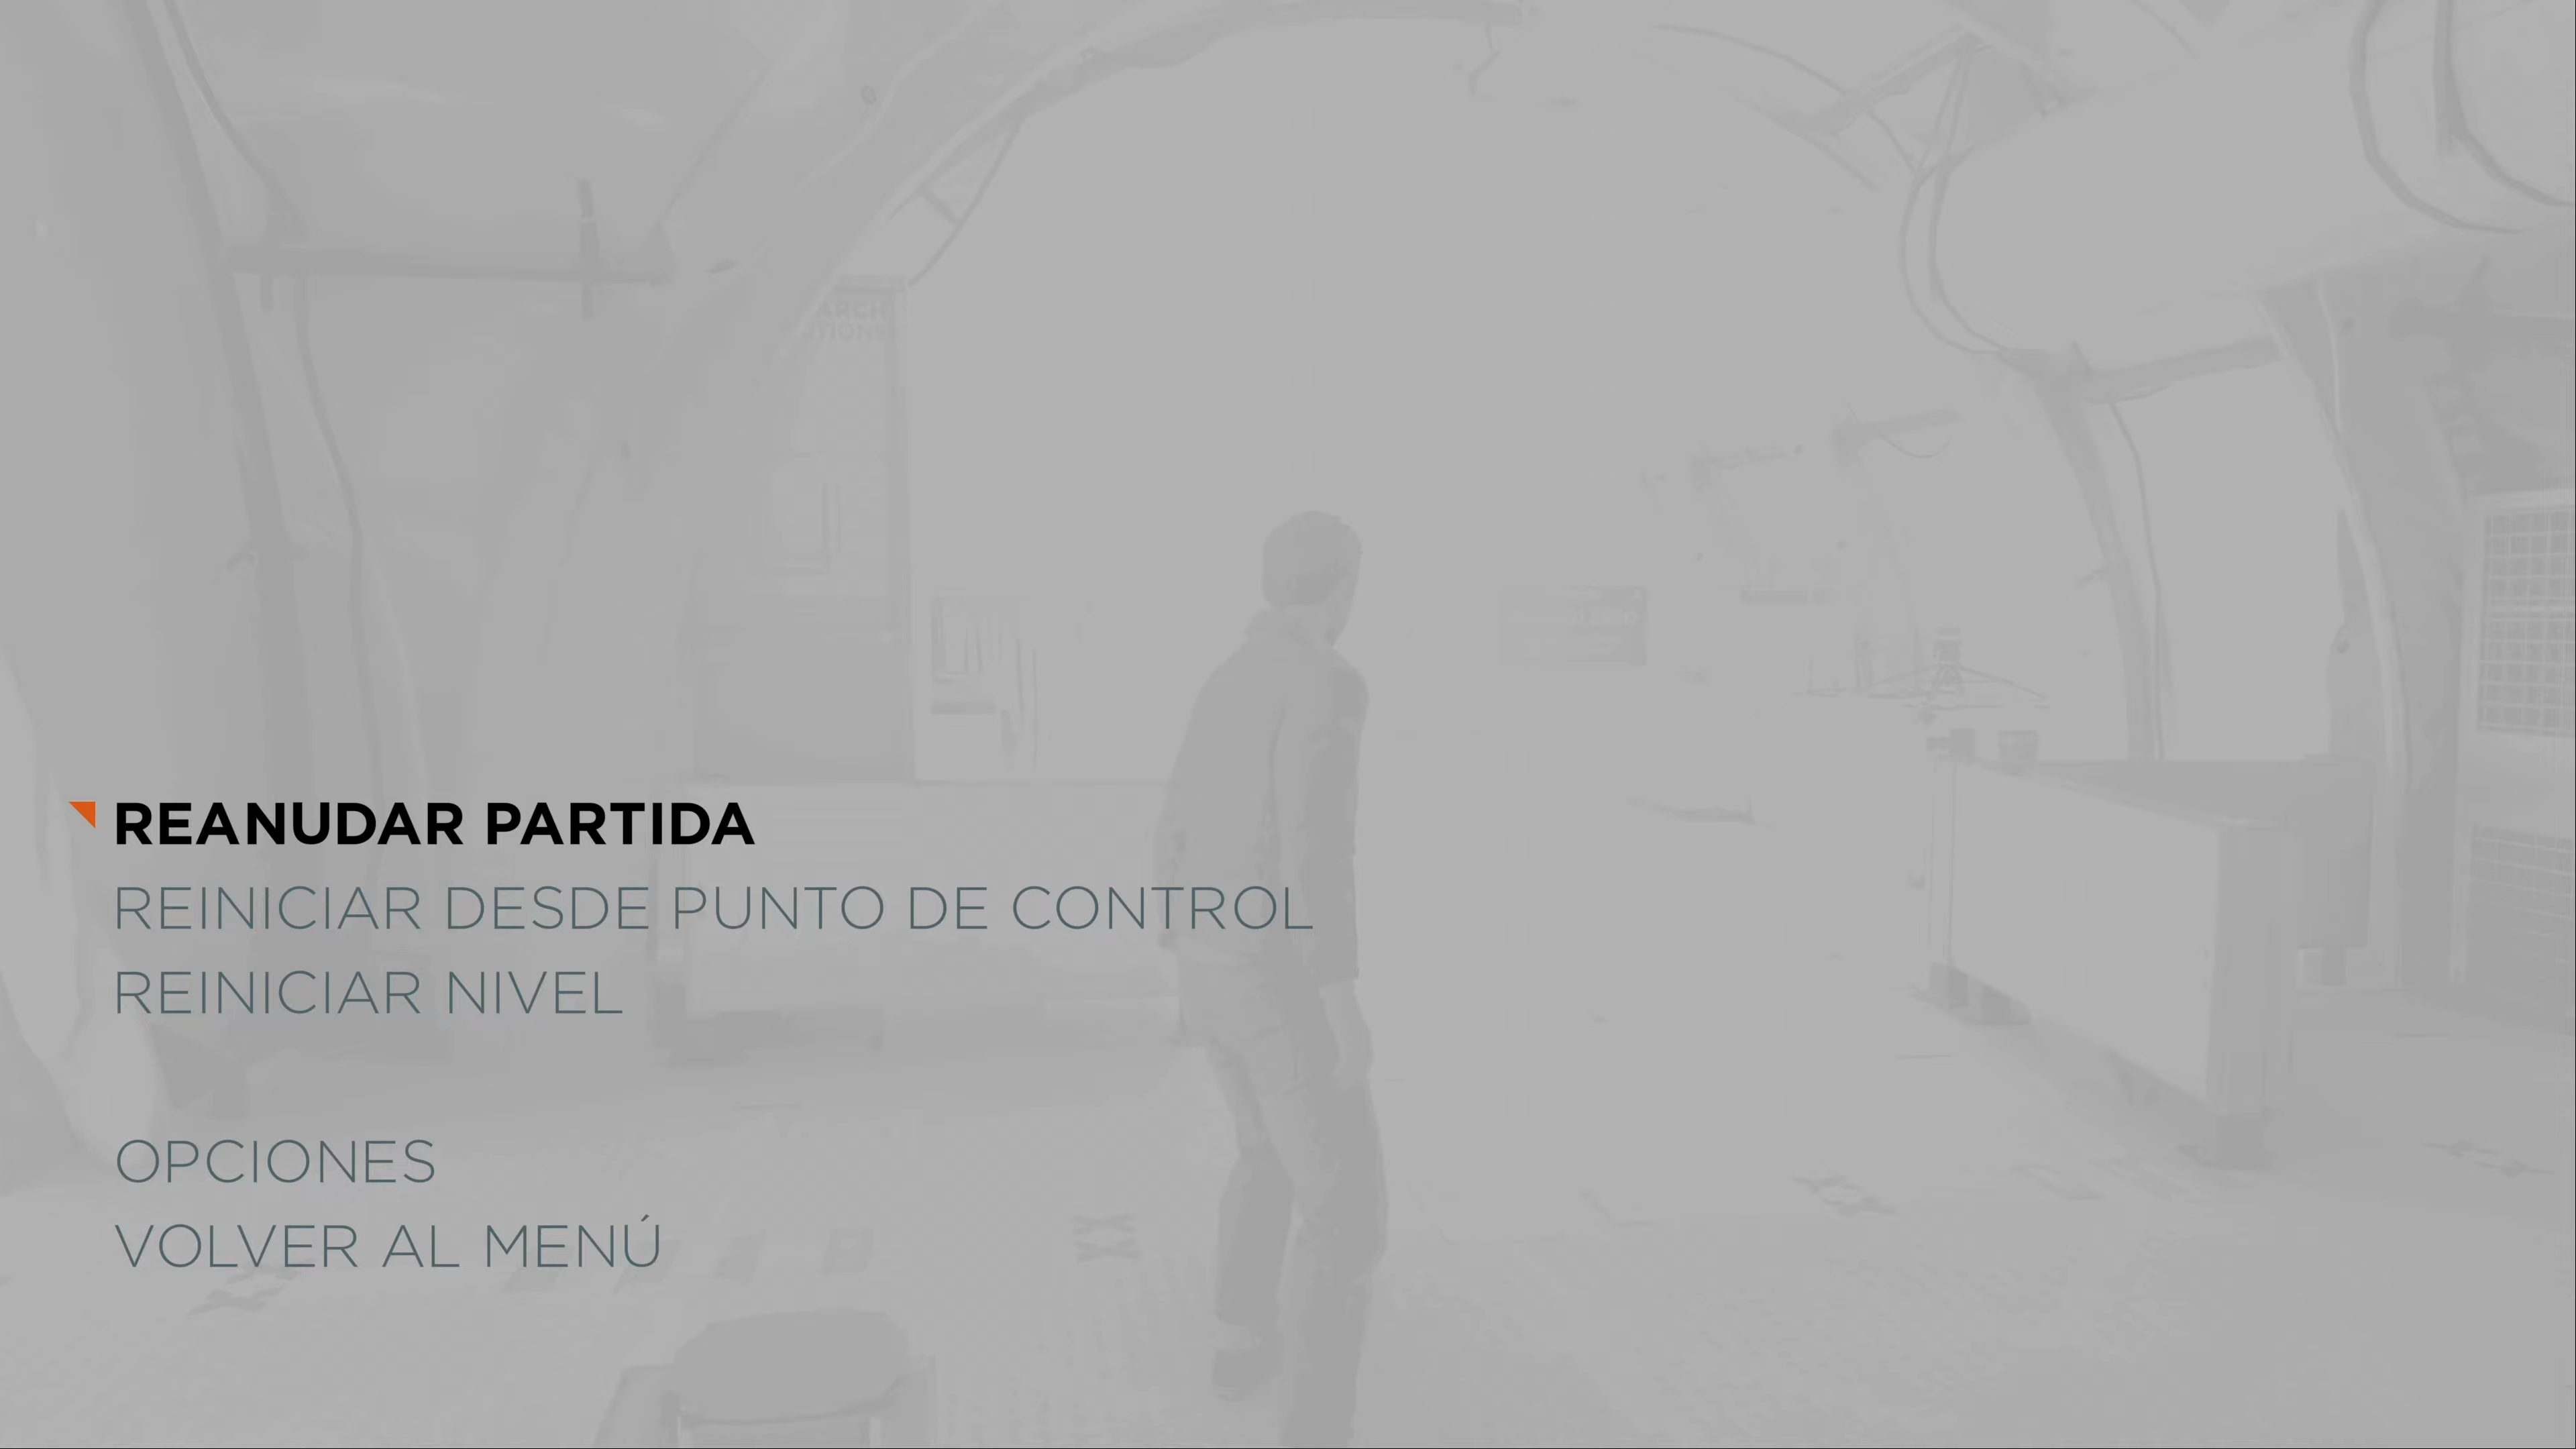 REANUDAR PARTIDA
REINICIAR DESDE PUNTO DE CONTROL
REINICIAR NIVEL
OPCIONES
VOLVER AL MENÚ